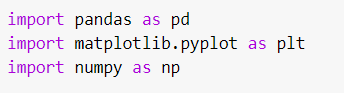 import pandas as pd
import matplotlib.pyplot as plt
import numpy as np